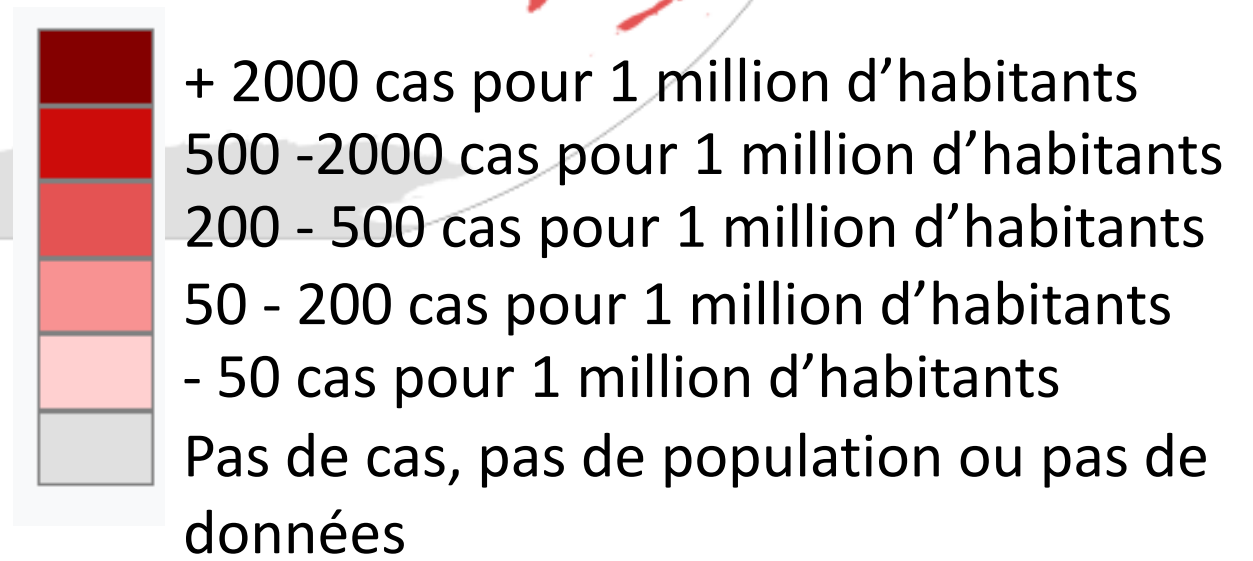 + 2000 cas pour 1 million d’habitants
500 -2000 cas pour 1 million d’habitants
200 - 500 cas pour 1 million d’habitants
50 - 200 cas pour 1 million d’habitants
- 50 cas pour 1 million d’habitants
Pas de cas, pas de population ou pas de
données